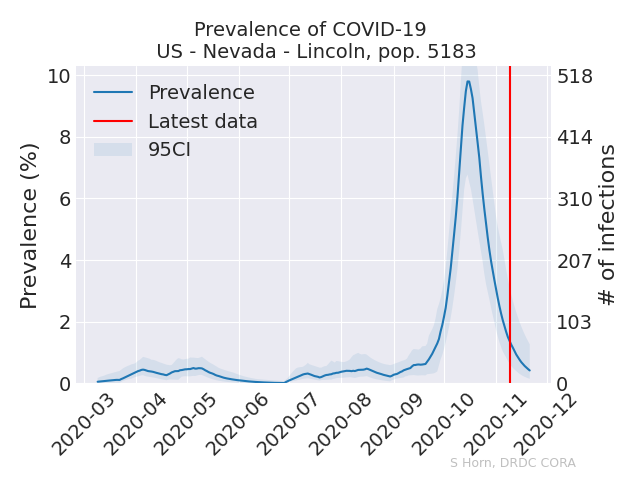 Prevalence of COVID-19
US - Nevada - Lincoln, pop. 5183
Prevalence
Latest data
95CI
Prevalence (%)
10
8
6
4
2
0
518
414
310
207
103
0
# of infections
2020-03
2020-04
2020-05
2020-06
2020-07
2020-08
2020-09
2020-10
2020-11
2020-12
S Horn, DRDC CORA